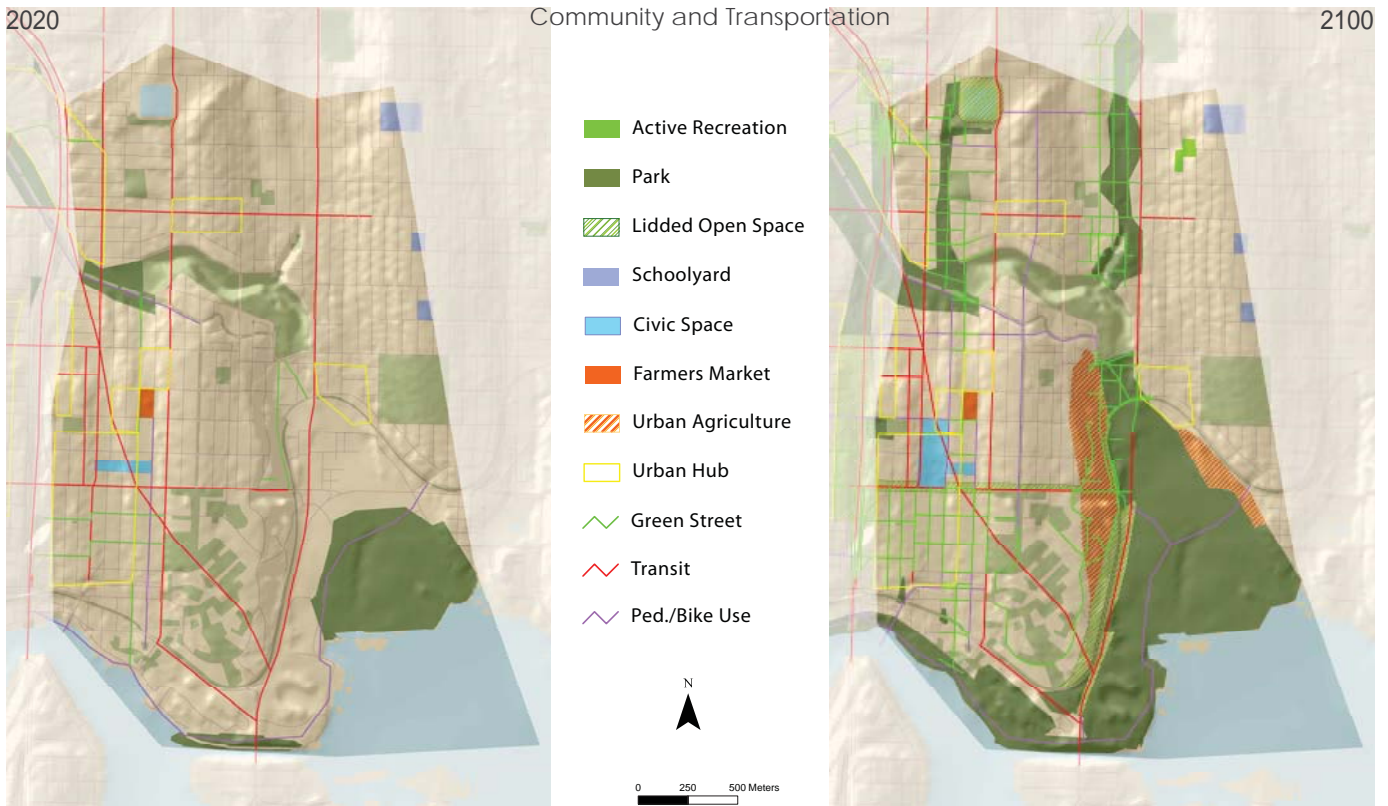 Community and Transportation
2020
2100
Active Recreation
Park
Lidded Open Space
Schoolyard
Civic Space
Farmers Market
Urban Agriculture
Urban Hub
Green Street
Transit
Ped./Bike Use
N
0 250 500 Meters